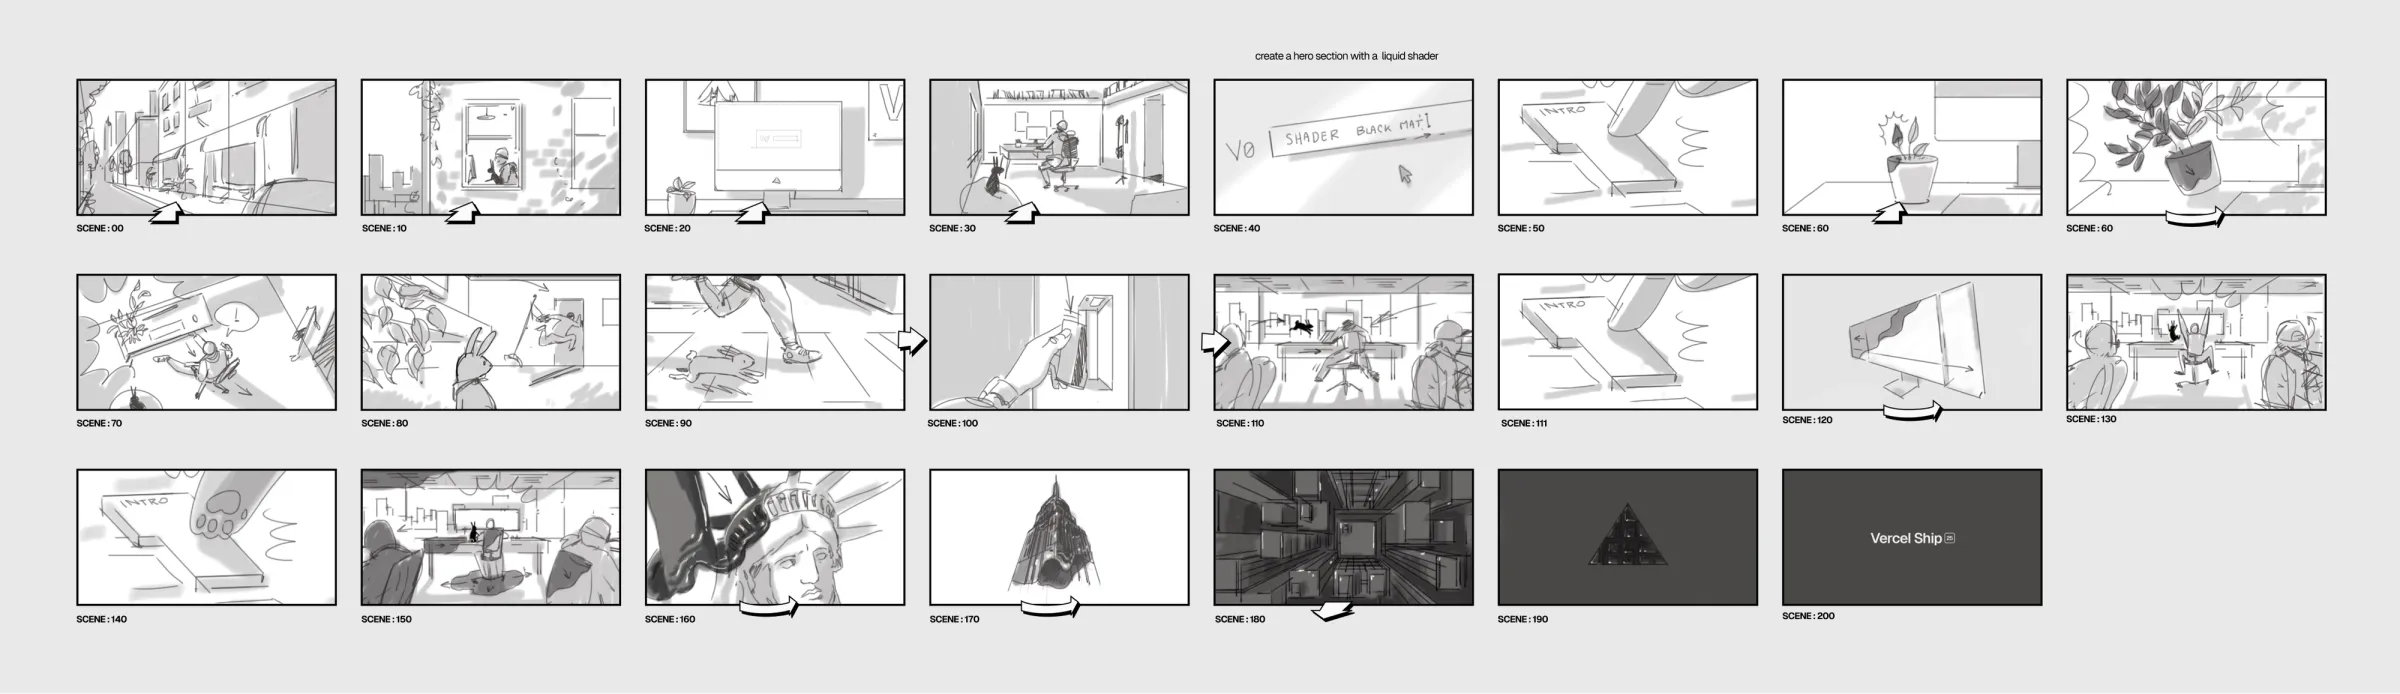 create a hero section with a liquid shader
V0 SHADER BLACK MAT
INTRO
SCENE : 00
SCENE : 10
SCENE : 20
SCENE : 30
SCENE : 40
SCENE : 50
SCENE : 60
SCENE : 60
!
INTRO
SCENE : 70
SCENE : 80
SCENE : 90
SCENE : 100
SCENE : 110
SCENE : 111
SCENE : 120
SCENE : 130
INTRO
Vercel Ship 25
SCENE : 140
SCENE : 150
SCENE : 160
SCENE : 170
SCENE : 180
SCENE : 190
SCENE : 200